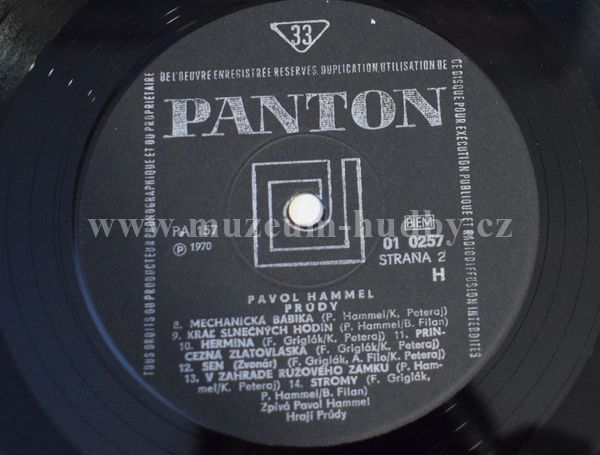 33
DE L'OEUVRE ENREGISTRÉE RESERVÉS. DUPLICATION, UTILISATION DE
CE DISQUE POUR EXECUTION PUBLIQUE ET RADIODIFFUSION INTERDITES
TOUS DROITS DU PRODUCTEUR PHONOGRAPHIQUE ET DU PROPRIÉTAIRE
PANTON
www.muzeum-hudby.cz
PA 157
℗ 1970
BIEM
01 0257
STRANA 2
H
PAVOL HAMMEL
PRÚDY
8. MECHANICKÁ BÁBIKA (P. Hammel/K. Peteraj)
9. KRÁĽ SLNEČNÝCH HODÍN (P. Hammel/B. Filan)
10. HERMÍNA (F. Griglák/K. Peteraj) 11. PRIN-
CEZNÁ ZLATOVLÁSKA (F. Griglák/K. Peteraj)
12. SEN (Zvonár) (F. Griglák, A. Filo/K. Peteraj)
13. V ZÁHRADE RUŽOVÉHO ZÁMKU (P. Ham-
mel/K. Peteraj) 14. STROMY (F. Griglák,
P. Hammel/B. Filan)
Zpívá Pavol Hammel
Hrají Prúdy